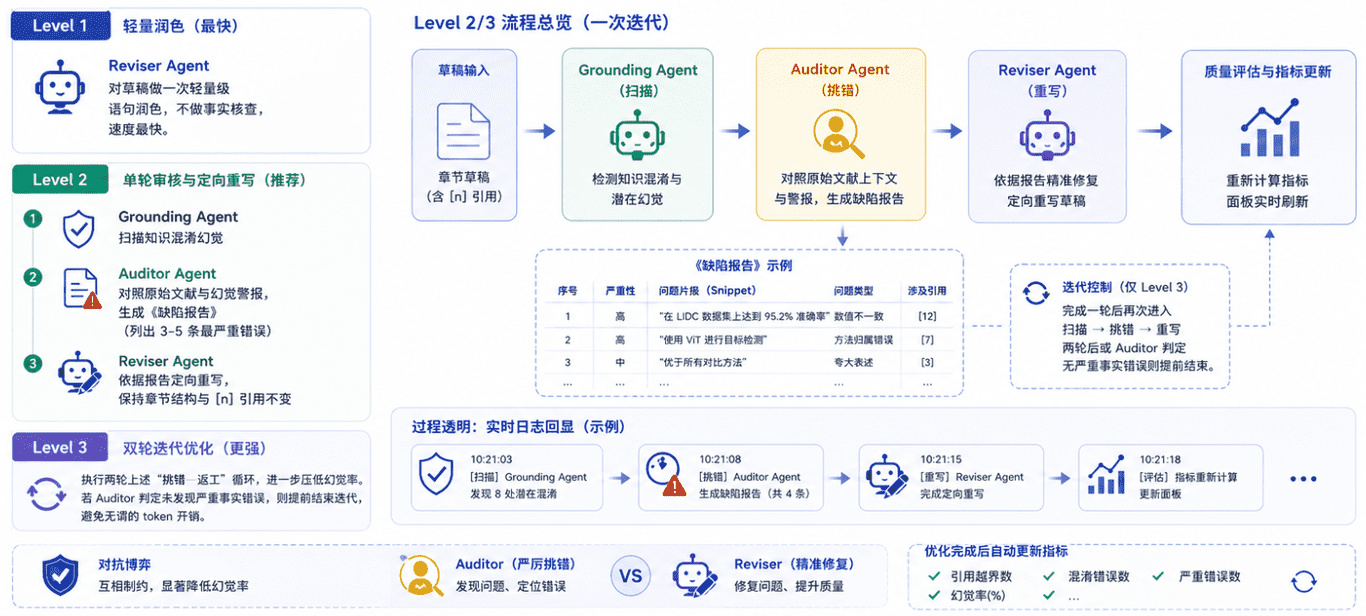 Level 1
轻量润色（最快）
Reviser Agent
对草稿做一次轻量级
语句润色，不做事实核查，
速度最快。
Level 2
单轮审核与定向重写（推荐）
1
Grounding Agent
扫描知识混淆幻觉
2
Auditor Agent
对照原始文献与幻觉警报，
生成《缺陷报告》
（列出 3-5 条最严重错误）
3
Reviser Agent
依据报告定向重写，
保持章节结构与 [n] 引用不变
Level 3
双轮迭代优化（更强）
执行两轮上述“挑错—返工”循环，进一步压低幻觉率。
若 Auditor 判定未发现严重事实错误，则提前结束迭代，
避免无谓的 token 开销。
Level 2/3 流程总览（一次迭代）
草稿输入
章节草稿
（含 [n] 引用）
Grounding Agent
（扫描）
检测知识混淆与
潜在幻觉
Auditor Agent
（挑错）
对照原始文献上下文
与警报，生成缺陷报告
Reviser Agent
（重写）
依据报告精准修复
定向重写草稿
质量评估与指标更新
重新计算指标
面板实时刷新
《缺陷报告》示例
序号 严重性 问题片报（Snippet） 问题类型 涉及引用
1 高 “在 LIDC 数据集上达到 95.2% 准确率” 数值不一致 [12]
2 高 “使用 ViT 进行目标检测” 方法归属错误 [7]
3 中 “优于所有对比方法” 夸大表述 [3]
... ... ... ... ...
迭代控制（仅 Level 3）
完成一轮后再次进入
扫描 → 挑错 → 重写
两轮后或 Auditor 判定
无严重事实错误则提前结束。
过程透明：实时日志回显（示例）
10:21:03
[扫描] Grounding Agent
发现 8 处潜在混淆
10:21:08
[挑错] Auditor Agent
生成缺陷报告（共 4 条）
10:21:15
[重写] Reviser Agent
完成定向重写
10:21:18
[评估] 指标重新计算
更新面板
...
对抗博弈
互相制约，显著降低幻觉率
Auditor（严厉挑错）
发现问题、定位错误
VS
Reviser（精准修复）
修复问题、提升质量
优化完成后自动更新指标
引用越界数 混淆错误数 严重错误数
幻觉率(%) ...